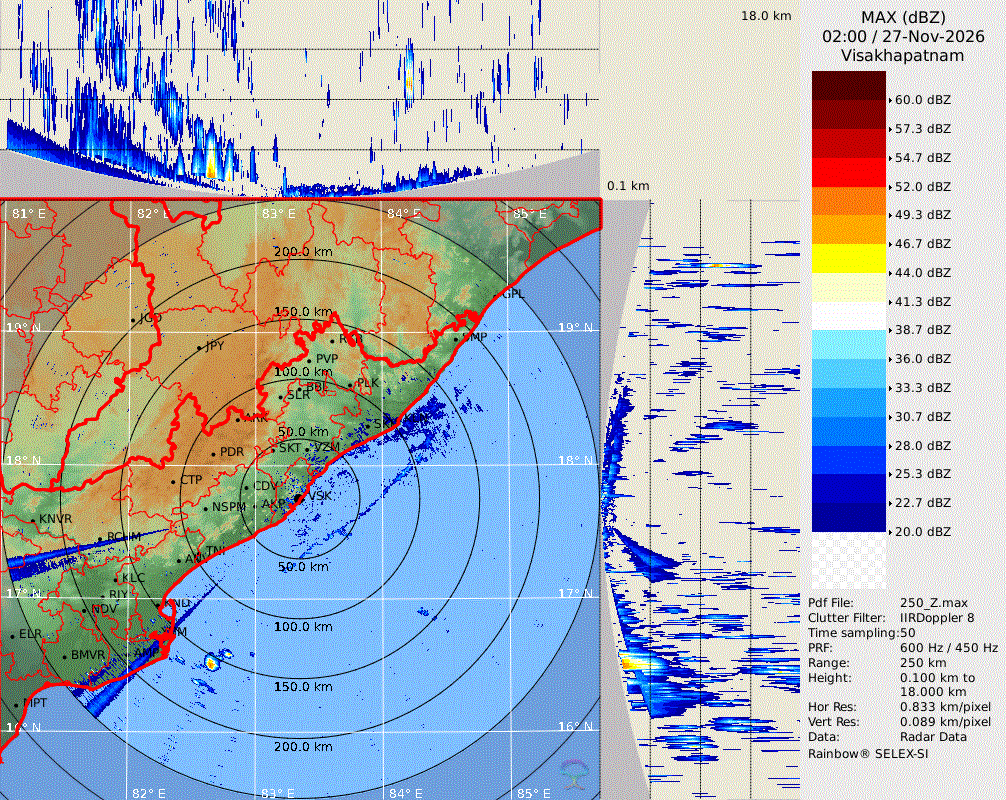 18.0 km
0.1 km
MAX (dBZ)
02:00 / 27-Nov-2026
Visakhapatnam
60.0 dBZ
57.3 dBZ
54.7 dBZ
52.0 dBZ
49.3 dBZ
46.7 dBZ
44.0 dBZ
41.3 dBZ
38.7 dBZ
36.0 dBZ
33.3 dBZ
30.7 dBZ
28.0 dBZ
25.3 dBZ
22.7 dBZ
20.0 dBZ
Pdf File: 250_Z.max
Clutter Filter: IIRDoppler 8
Time sampling:50
PRF: 600 Hz / 450 Hz
Range: 250 km
Height: 0.100 km to
18.000 km
Hor Res: 0.833 km/pixel
Vert Res: 0.089 km/pixel
Data: Radar Data
Rainbow® SELEX-SI
81° E
82° E
83° E
84° E
85° E
200.0 km
GPL
150.0 km
JGD
19° N
19° N
JPY
PVP
100.0 km
PLK
SLR
50.0 km
PDR
SKT
VZM
18° N
18° N
CTP
CDV
VSK
NSPM
AKP
KNVR
TNI
50.0 km
KLC
RJY
17° N
17° N
NDV
KND
100.0 km
ELR
BMVR
150.0 km
MPT
16° N
16° N
200.0 km
82° E
83° E
84° E
85° E